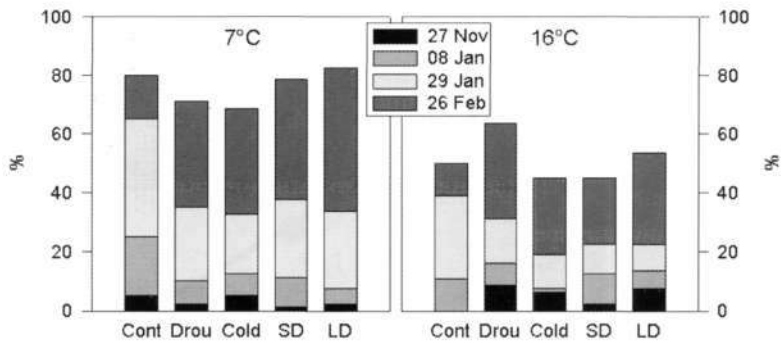 100 100
7°C 27 Nov 16°C
08 Jan
80 29 Jan 80
26 Feb
60 60
% %
40 40
20 20
0 0
Cont Drou Cold SD LD Cont Drou Cold SD LD